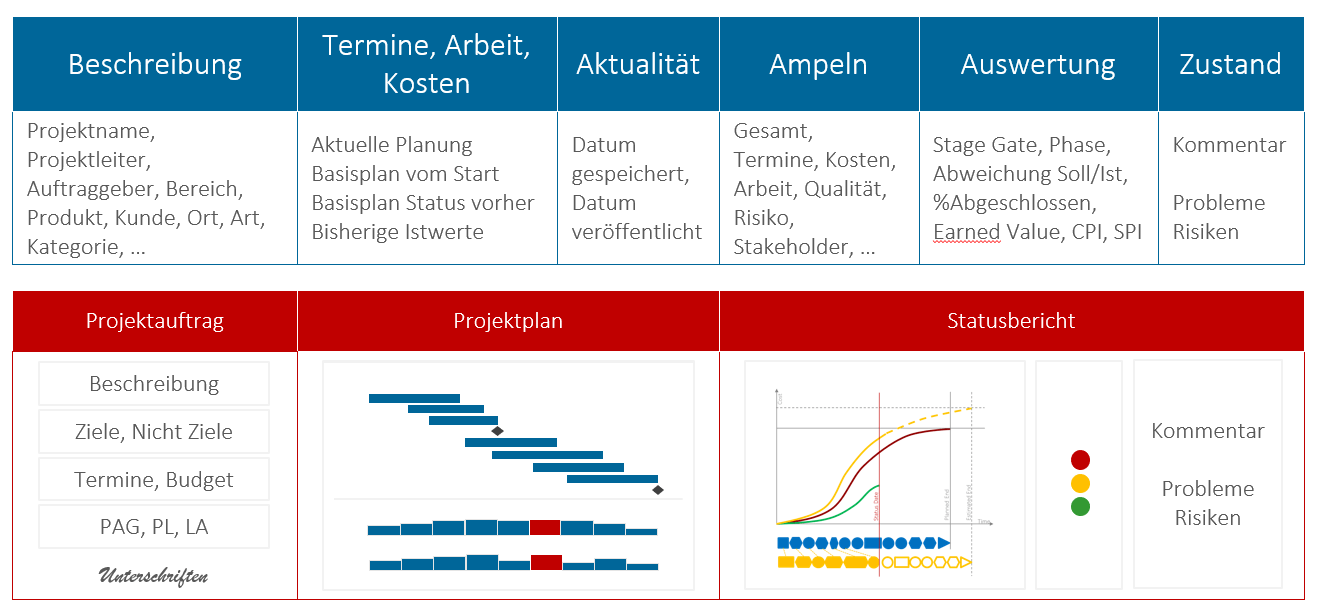 Beschreibung
Termine, Arbeit,
Kosten
Aktualität
Ampeln
Auswertung
Zustand
Projektname,
Projektleiter,
Auftraggeber, Bereich,
Produkt, Kunde, Ort, Art,
Kategorie, ...
Aktuelle Planung
Basisplan vom Start
Basisplan Status vorher
Bisherige Istwerte
Datum
gespeichert,
Datum
veröffentlicht
Gesamt,
Termine, Kosten,
Arbeit, Qualität,
Risiko,
Stakeholder, ...
Stage Gate, Phase,
Abweichung Soll/Ist,
%Abgeschlossen,
Earned Value, CPI, SPI
Kommentar
Probleme
Risiken
Projektauftrag
Projektplan
Statusbericht
Beschreibung
Ziele, Nicht Ziele
Termine, Budget
PAG, PL, LA
Unterschriften
Cost
Status Date
Planned End
Estimated End
Time
Kommentar
Probleme
Risiken